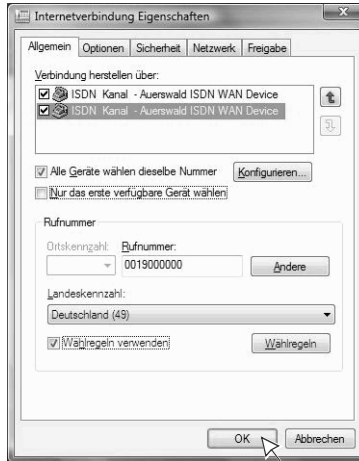 Internetverbindung Eigenschaften
Allgemein Optionen Sicherheit Netzwerk Freigabe
Verbindung herstellen über:
ISDN Kanal - Auerswald ISDN WAN Device
ISDN Kanal - Auerswald ISDN WAN Device
Alle Geräte wählen dieselbe Nummer Konfigurieren...
Nur das erste verfügbare Gerät wählen
Rufnummer
Ortskennzahl: Rufnummer:
0019000000 Andere
Landeskennzahl:
Deutschland (49)
Wählregeln verwenden Wählregeln
OK Abbrechen